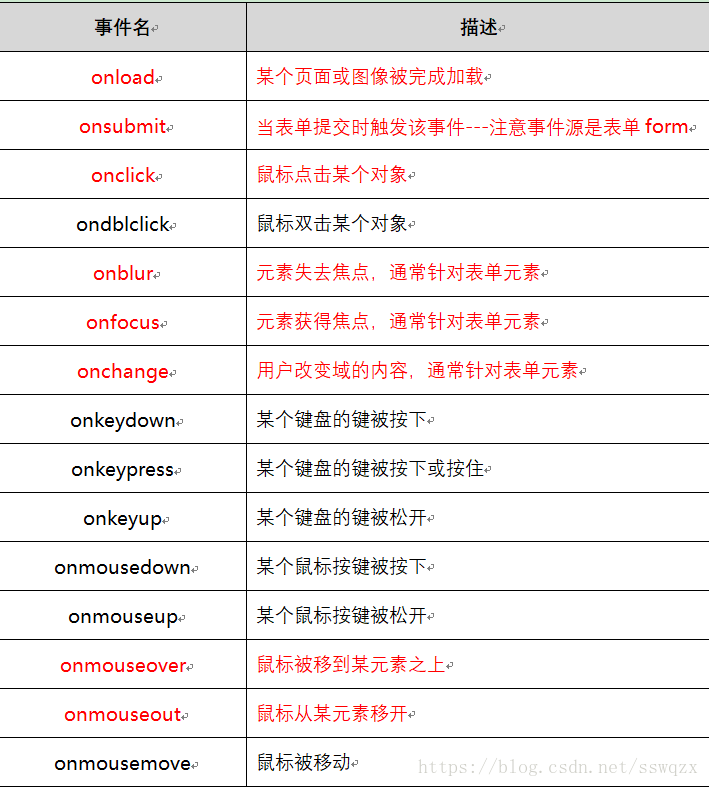 事件名 描述
onload 某个页面或图像被完成加载
onsubmit 当表单提交时触发该事件---注意事件源是表单 form
onclick 鼠标点击某个对象
ondblclick 鼠标双击某个对象
onblur 元素失去焦点，通常针对表单元素
onfocus 元素获得焦点，通常针对表单元素
onchange 用户改变域的内容，通常针对表单元素
onkeydown 某个键盘的键被按下
onkeypress 某个键盘的键被按下或按住
onkeyup 某个键盘的键被松开
onmousedown 某个鼠标按键被按下
onmouseup 某个鼠标按键被松开
onmouseover 鼠标被移到某元素之上
onmouseout 鼠标从某元素移开
onmousemove 鼠标被移动
https://blog.csdn.net/sswqzx